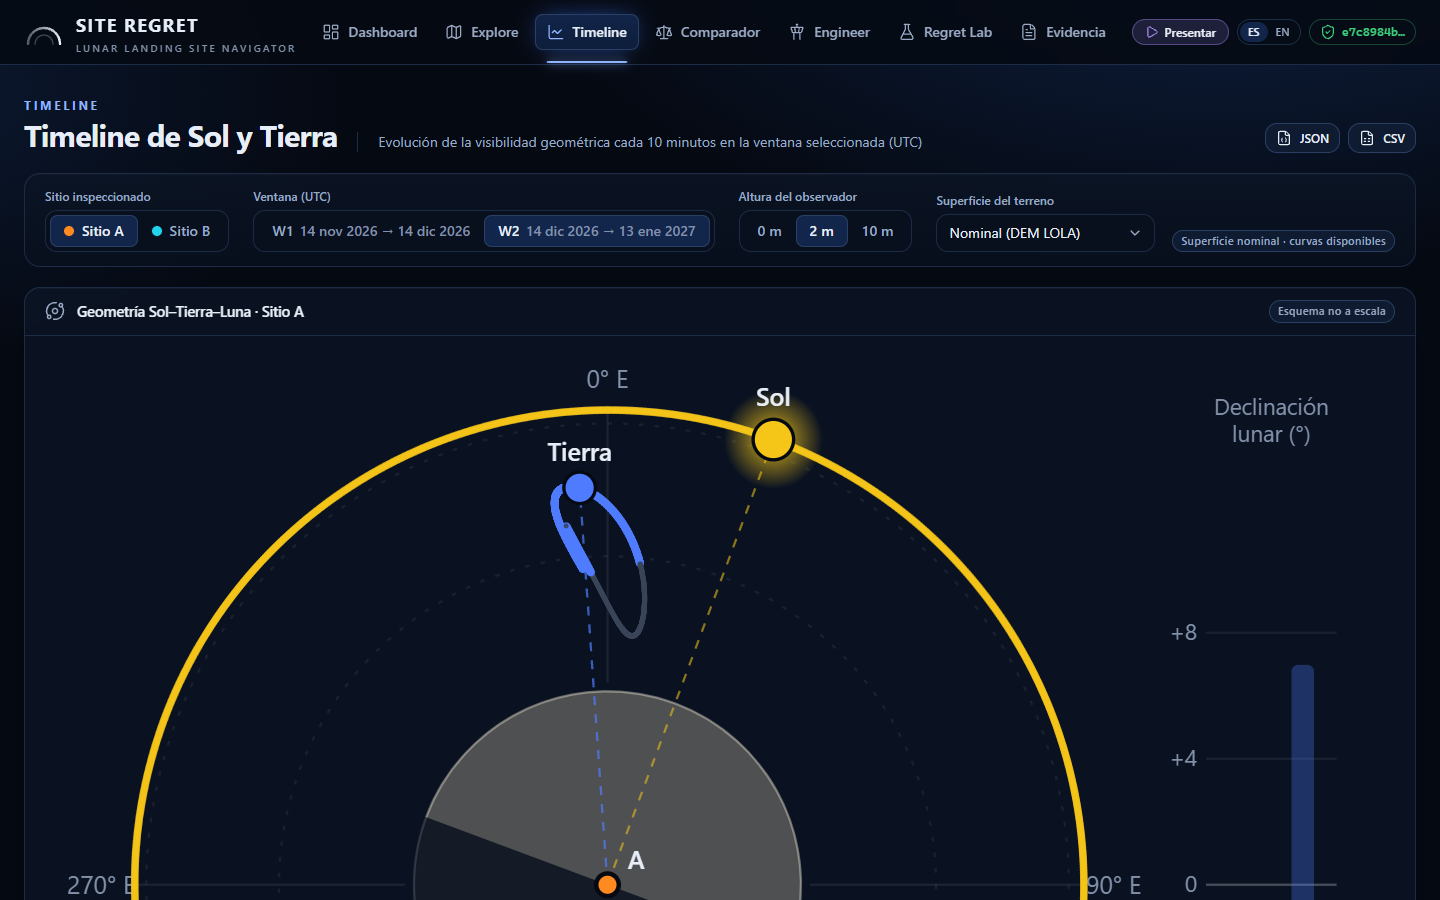 SITE REGRET
LUNAR LANDING SITE NAVIGATOR
Dashboard
Explore
Timeline
Comparador
Engineer
Regret Lab
Evidencia
Presentar
ES EN
e7c8984b…
TIMELINE
Timeline de Sol y Tierra
Evolución de la visibilidad geométrica cada 10 minutos en la ventana seleccionada (UTC)
JSON
CSV
Sitio inspeccionado
Sitio A
Sitio B
Ventana (UTC)
W1 14 nov 2026 → 14 dic 2026
W2 14 dic 2026 → 13 ene 2027
Altura del observador
0 m
2 m
10 m
Superficie del terreno
Nominal (DEM LOLA)
Superficie nominal · curvas disponibles
Geometría Sol–Tierra–Luna · Sitio A
Esquema no a escala
0° E
Sol
Tierra
Declinación
lunar (°)
+8
+4
A
270° E
90° E
0